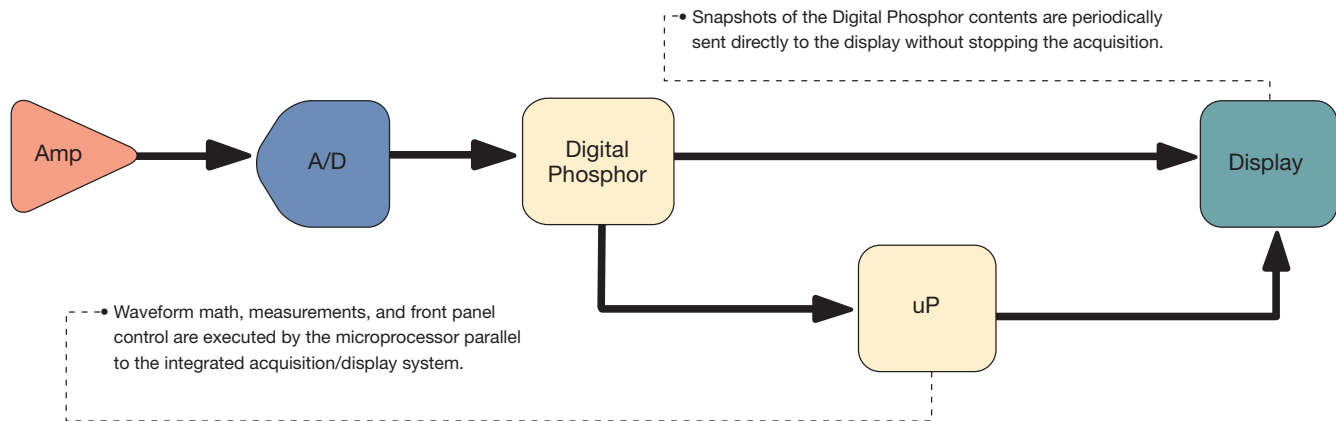 Snapshots of the Digital Phosphor contents are periodically
sent directly to the display without stopping the acquisition.
Amp
A/D
Digital
Phosphor
Display
uP
Waveform math, measurements, and front panel
control are executed by the microprocessor parallel
to the integrated acquisition/display system.